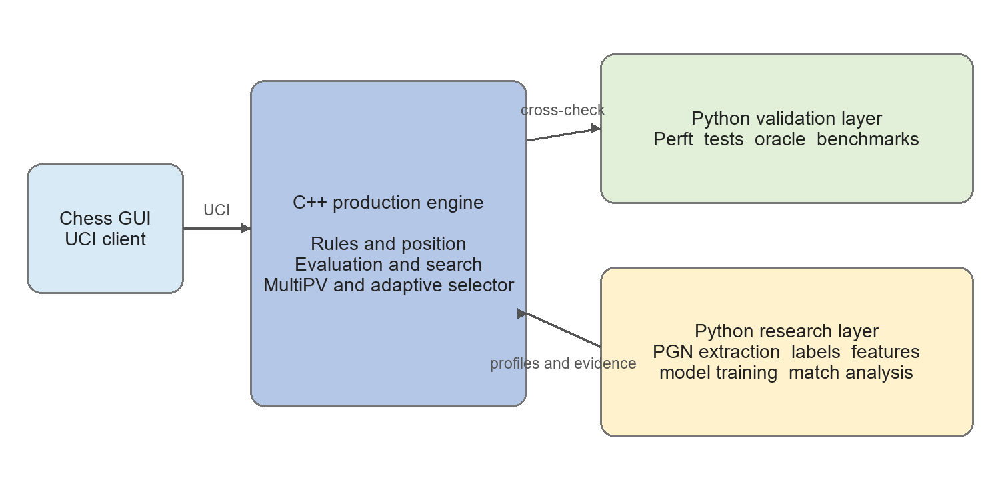 Chess GUI
UCI client
UCI
C++ production engine
Rules and position
Evaluation and search
MultiPV and adaptive selector
cross-check
Python validation layer
Perft  tests  oracle  benchmarks
profiles and evidence
Python research layer
PGN extraction  labels  features
model training  match analysis